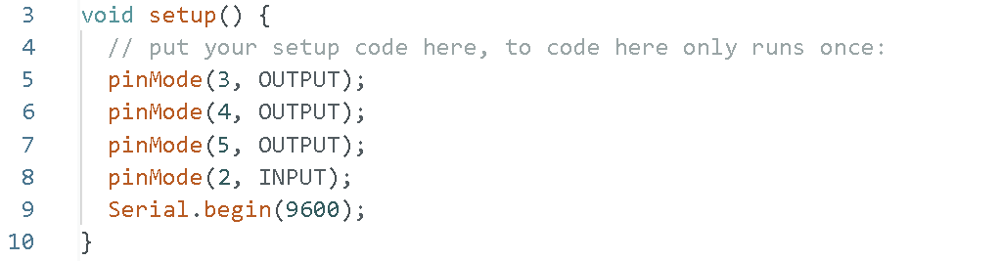 3 void setup() {
4 // put your setup code here, to code here only runs once:
5 pinMode(3, OUTPUT);
6 pinMode(4, OUTPUT);
7 pinMode(5, OUTPUT);
8 pinMode(2, INPUT);
9 Serial.begin(9600);
10 }